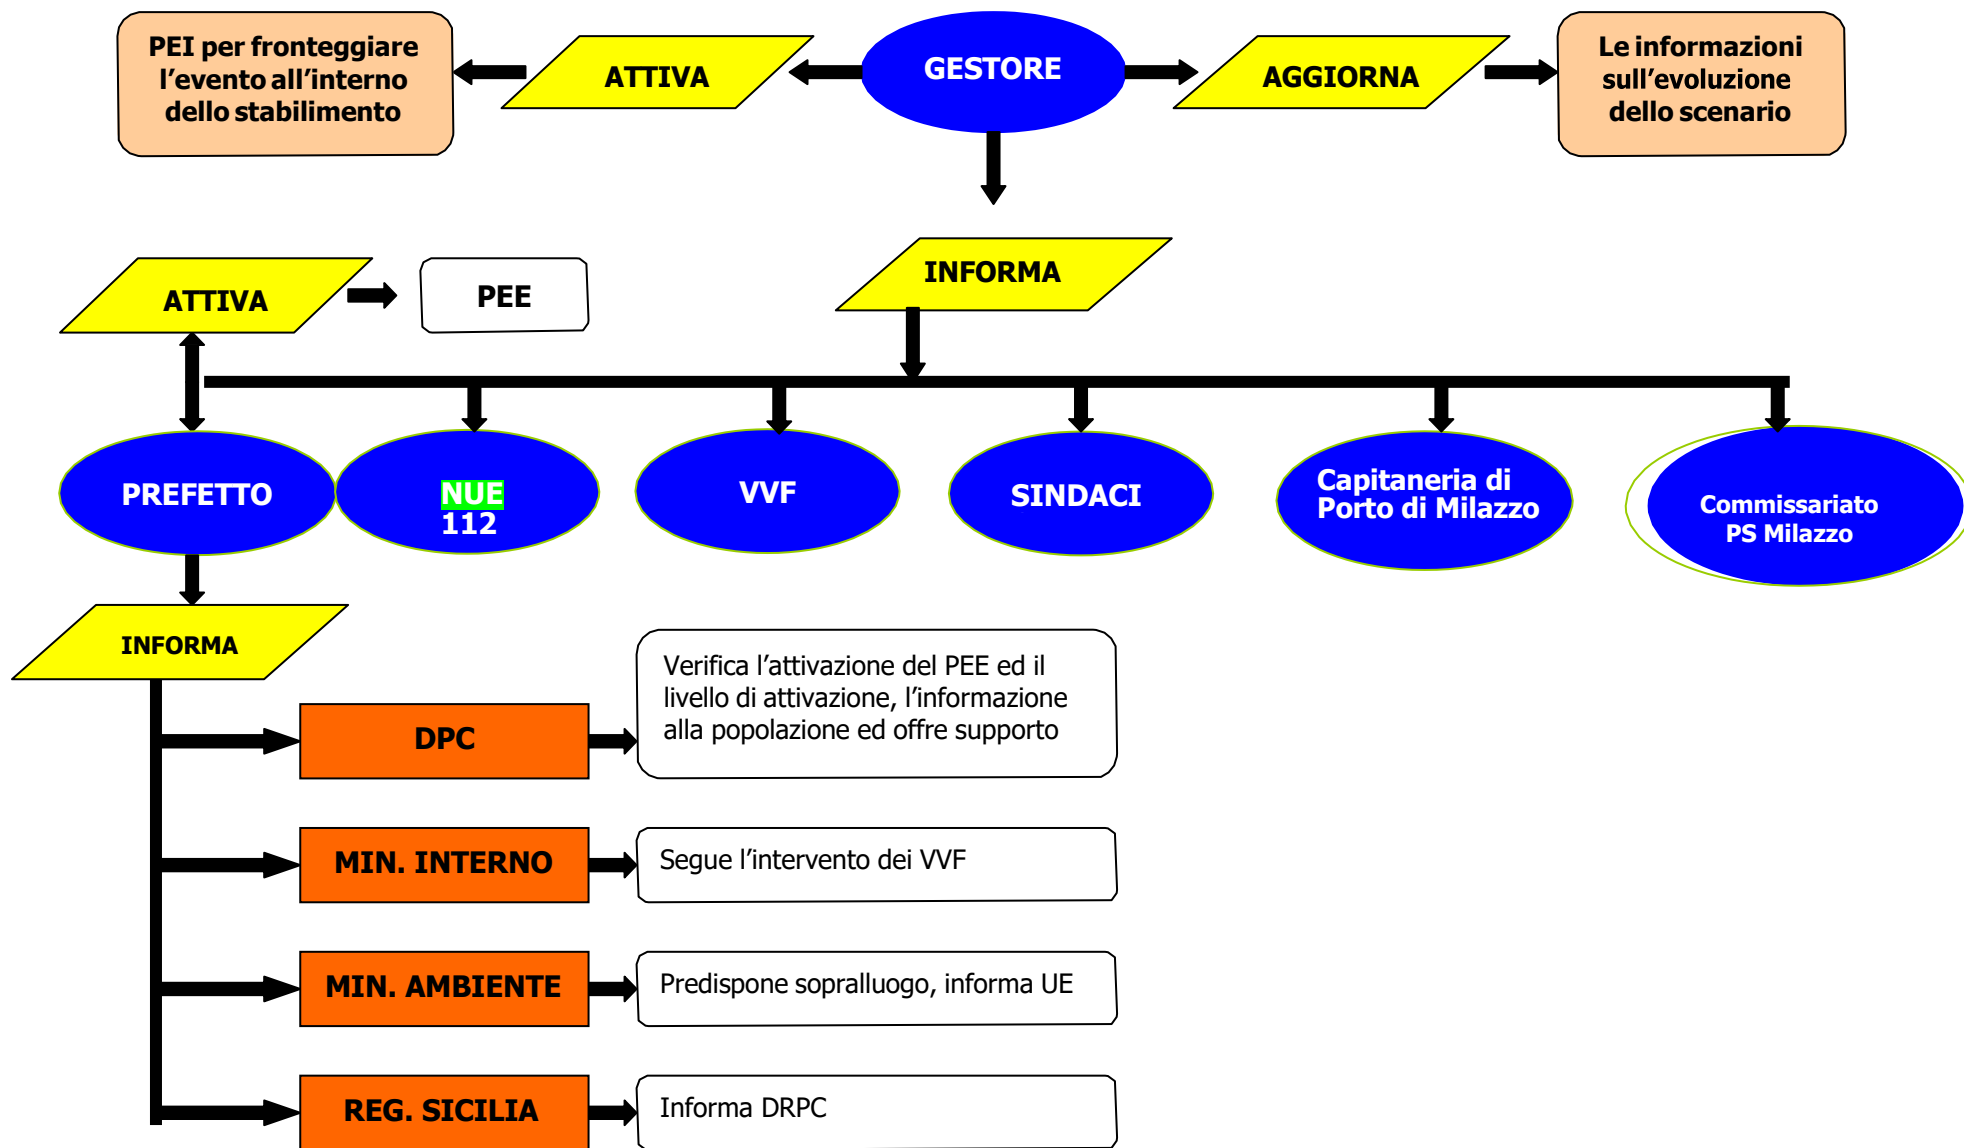 PEI per fronteggiare
l’evento all’interno
dello stabilimento
ATTIVA
GESTORE
AGGIORNA
Le informazioni
sull’evoluzione
dello scenario
INFORMA
ATTIVA
PEE
PREFETTO
NUE
112
VVF
SINDACI
Capitaneria di
Porto di Milazzo
Commissariato
PS Milazzo
INFORMA
DPC
Verifica l’attivazione del PEE ed il
livello di attivazione, l’informazione
alla popolazione ed offre supporto
MIN. INTERNO
Segue l’intervento dei VVF
MIN. AMBIENTE
Predispone sopralluogo, informa UE
REG. SICILIA
Informa DRPC